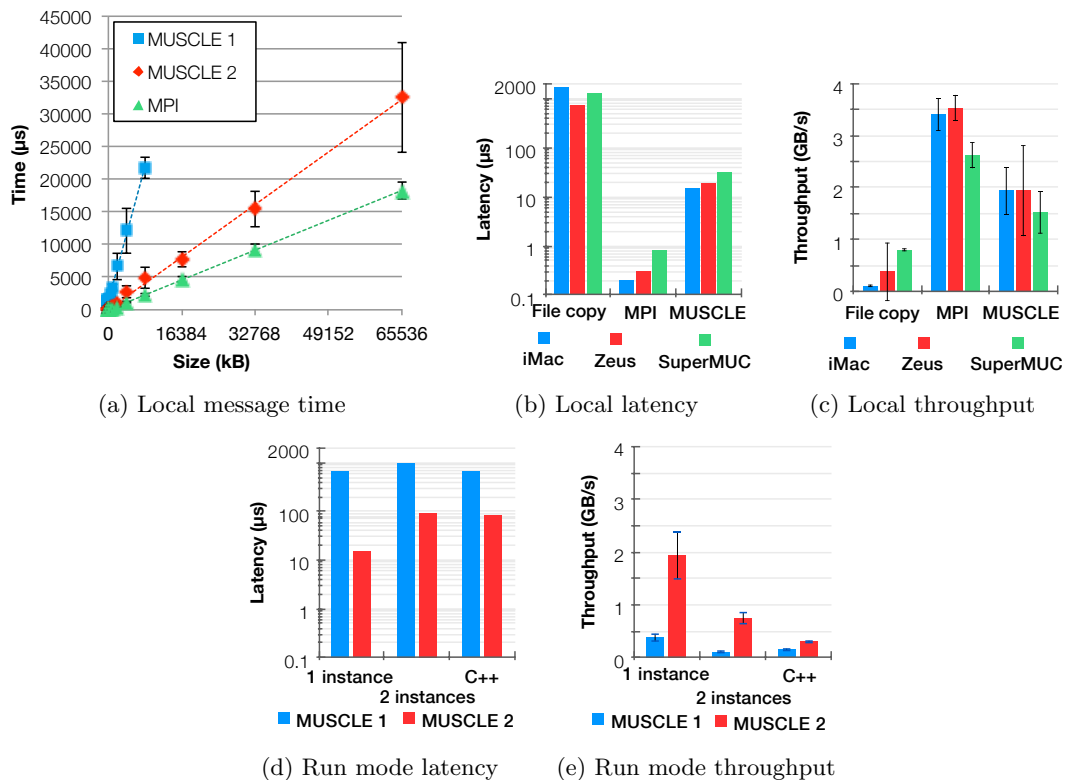 45000
40000
35000
30000
25000
20000
15000
10000
5000
0
Time (µs)
MUSCLE 1
MUSCLE 2
MPI
0 16384 32768 49152 65536
Size (kB)
(a) Local message time
2000
100
10
1
0.1
Latency (µs)
File copy MPI MUSCLE
iMac Zeus SuperMUC
(b) Local latency
4
3
2
1
0
Throughput (GB/s)
File copy MPI MUSCLE
iMac Zeus SuperMUC
(c) Local throughput
2000
100
10
1
0.1
Latency (µs)
1 instance C++
2 instances
MUSCLE 1 MUSCLE 2
(d) Run mode latency
4
3
2
1
0
Throughput (GB/s)
1 instance C++
2 instances
MUSCLE 1 MUSCLE 2
(e) Run mode throughput